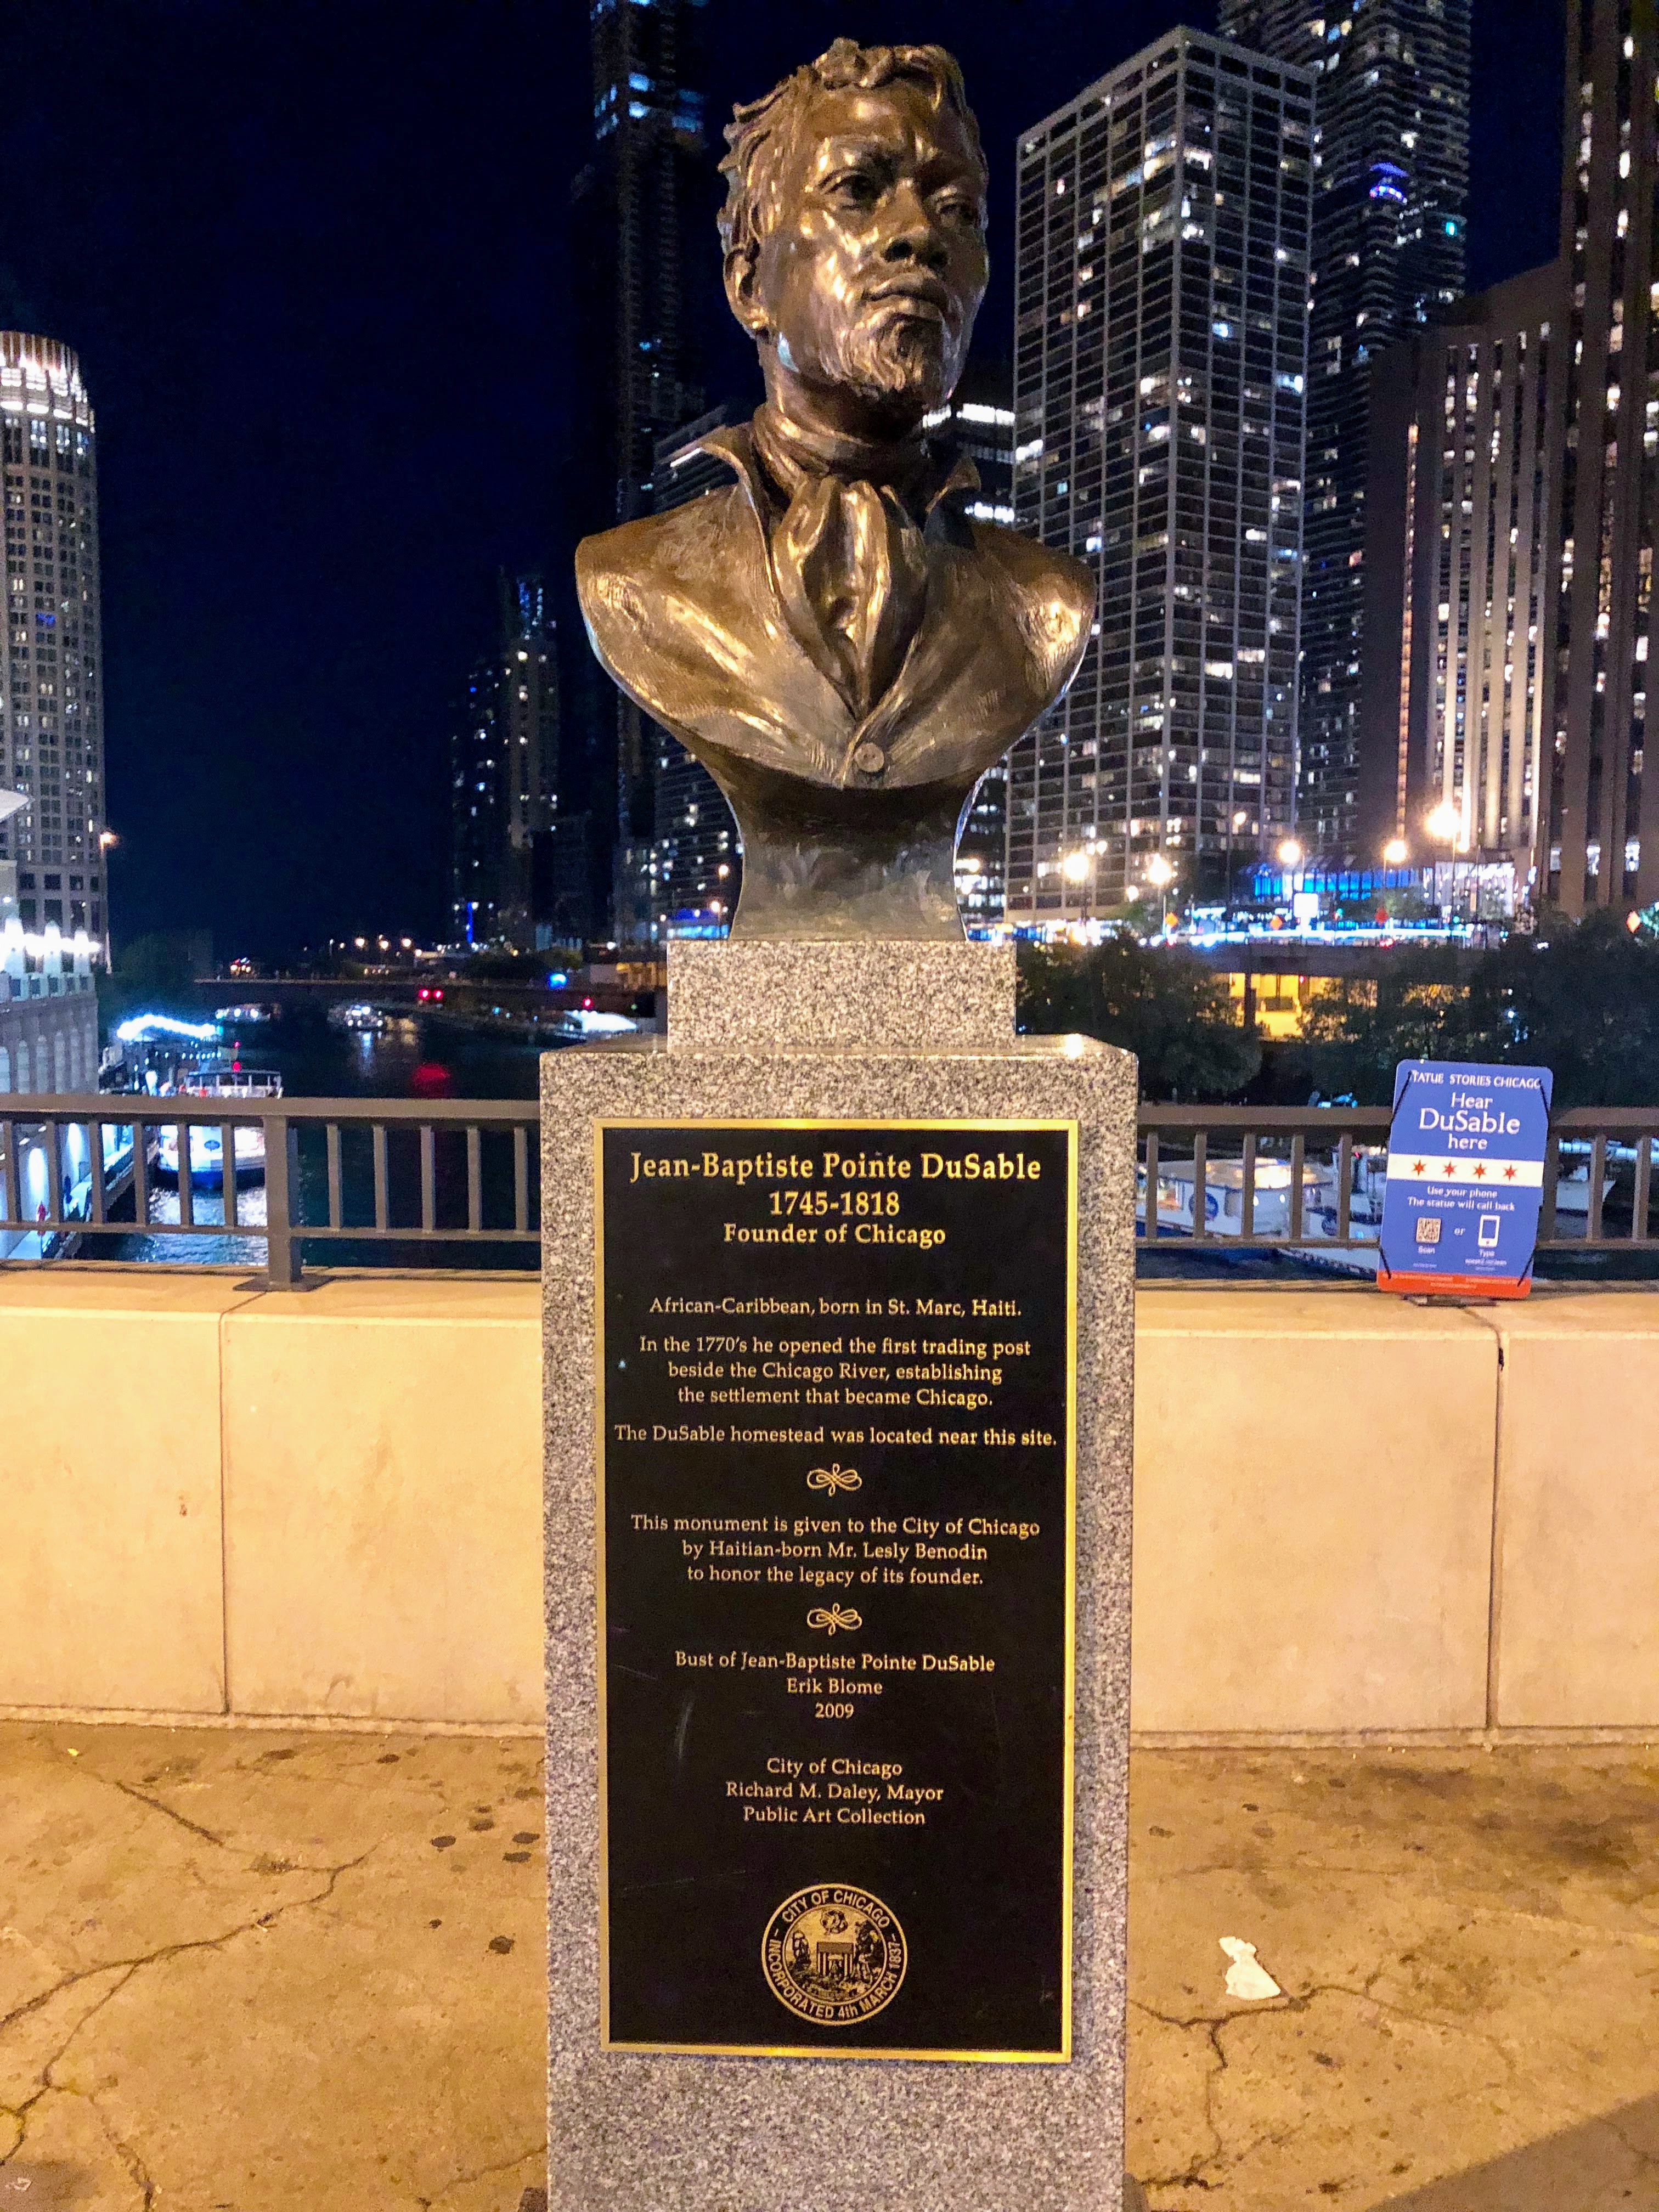 Jean-Baptiste Pointe DuSable
1745-1818
Founder of Chicago
African-Caribbean, born in St. Marc, Haiti.
In the 1770's he opened the first trading post
beside the Chicago River, establishing
the settlement that became Chicago.
The DuSable homestead was located near this site.
This monument is given to the City of Chicago
by Haitian-born Mr. Lesly Benodin
to honor the legacy of its founder.
Bust of Jean-Baptiste Pointe DuSable
Erik Blome
2009
City of Chicago
Richard M. Daley, Mayor
Public Art Collection
CITY OF CHICAGO
INCORPORATED 4th MARCH 1837
TATUE STORIES CHICAGO
Hear
DuSable
here
Use your phone
The statue will call back
or
Scan
Type